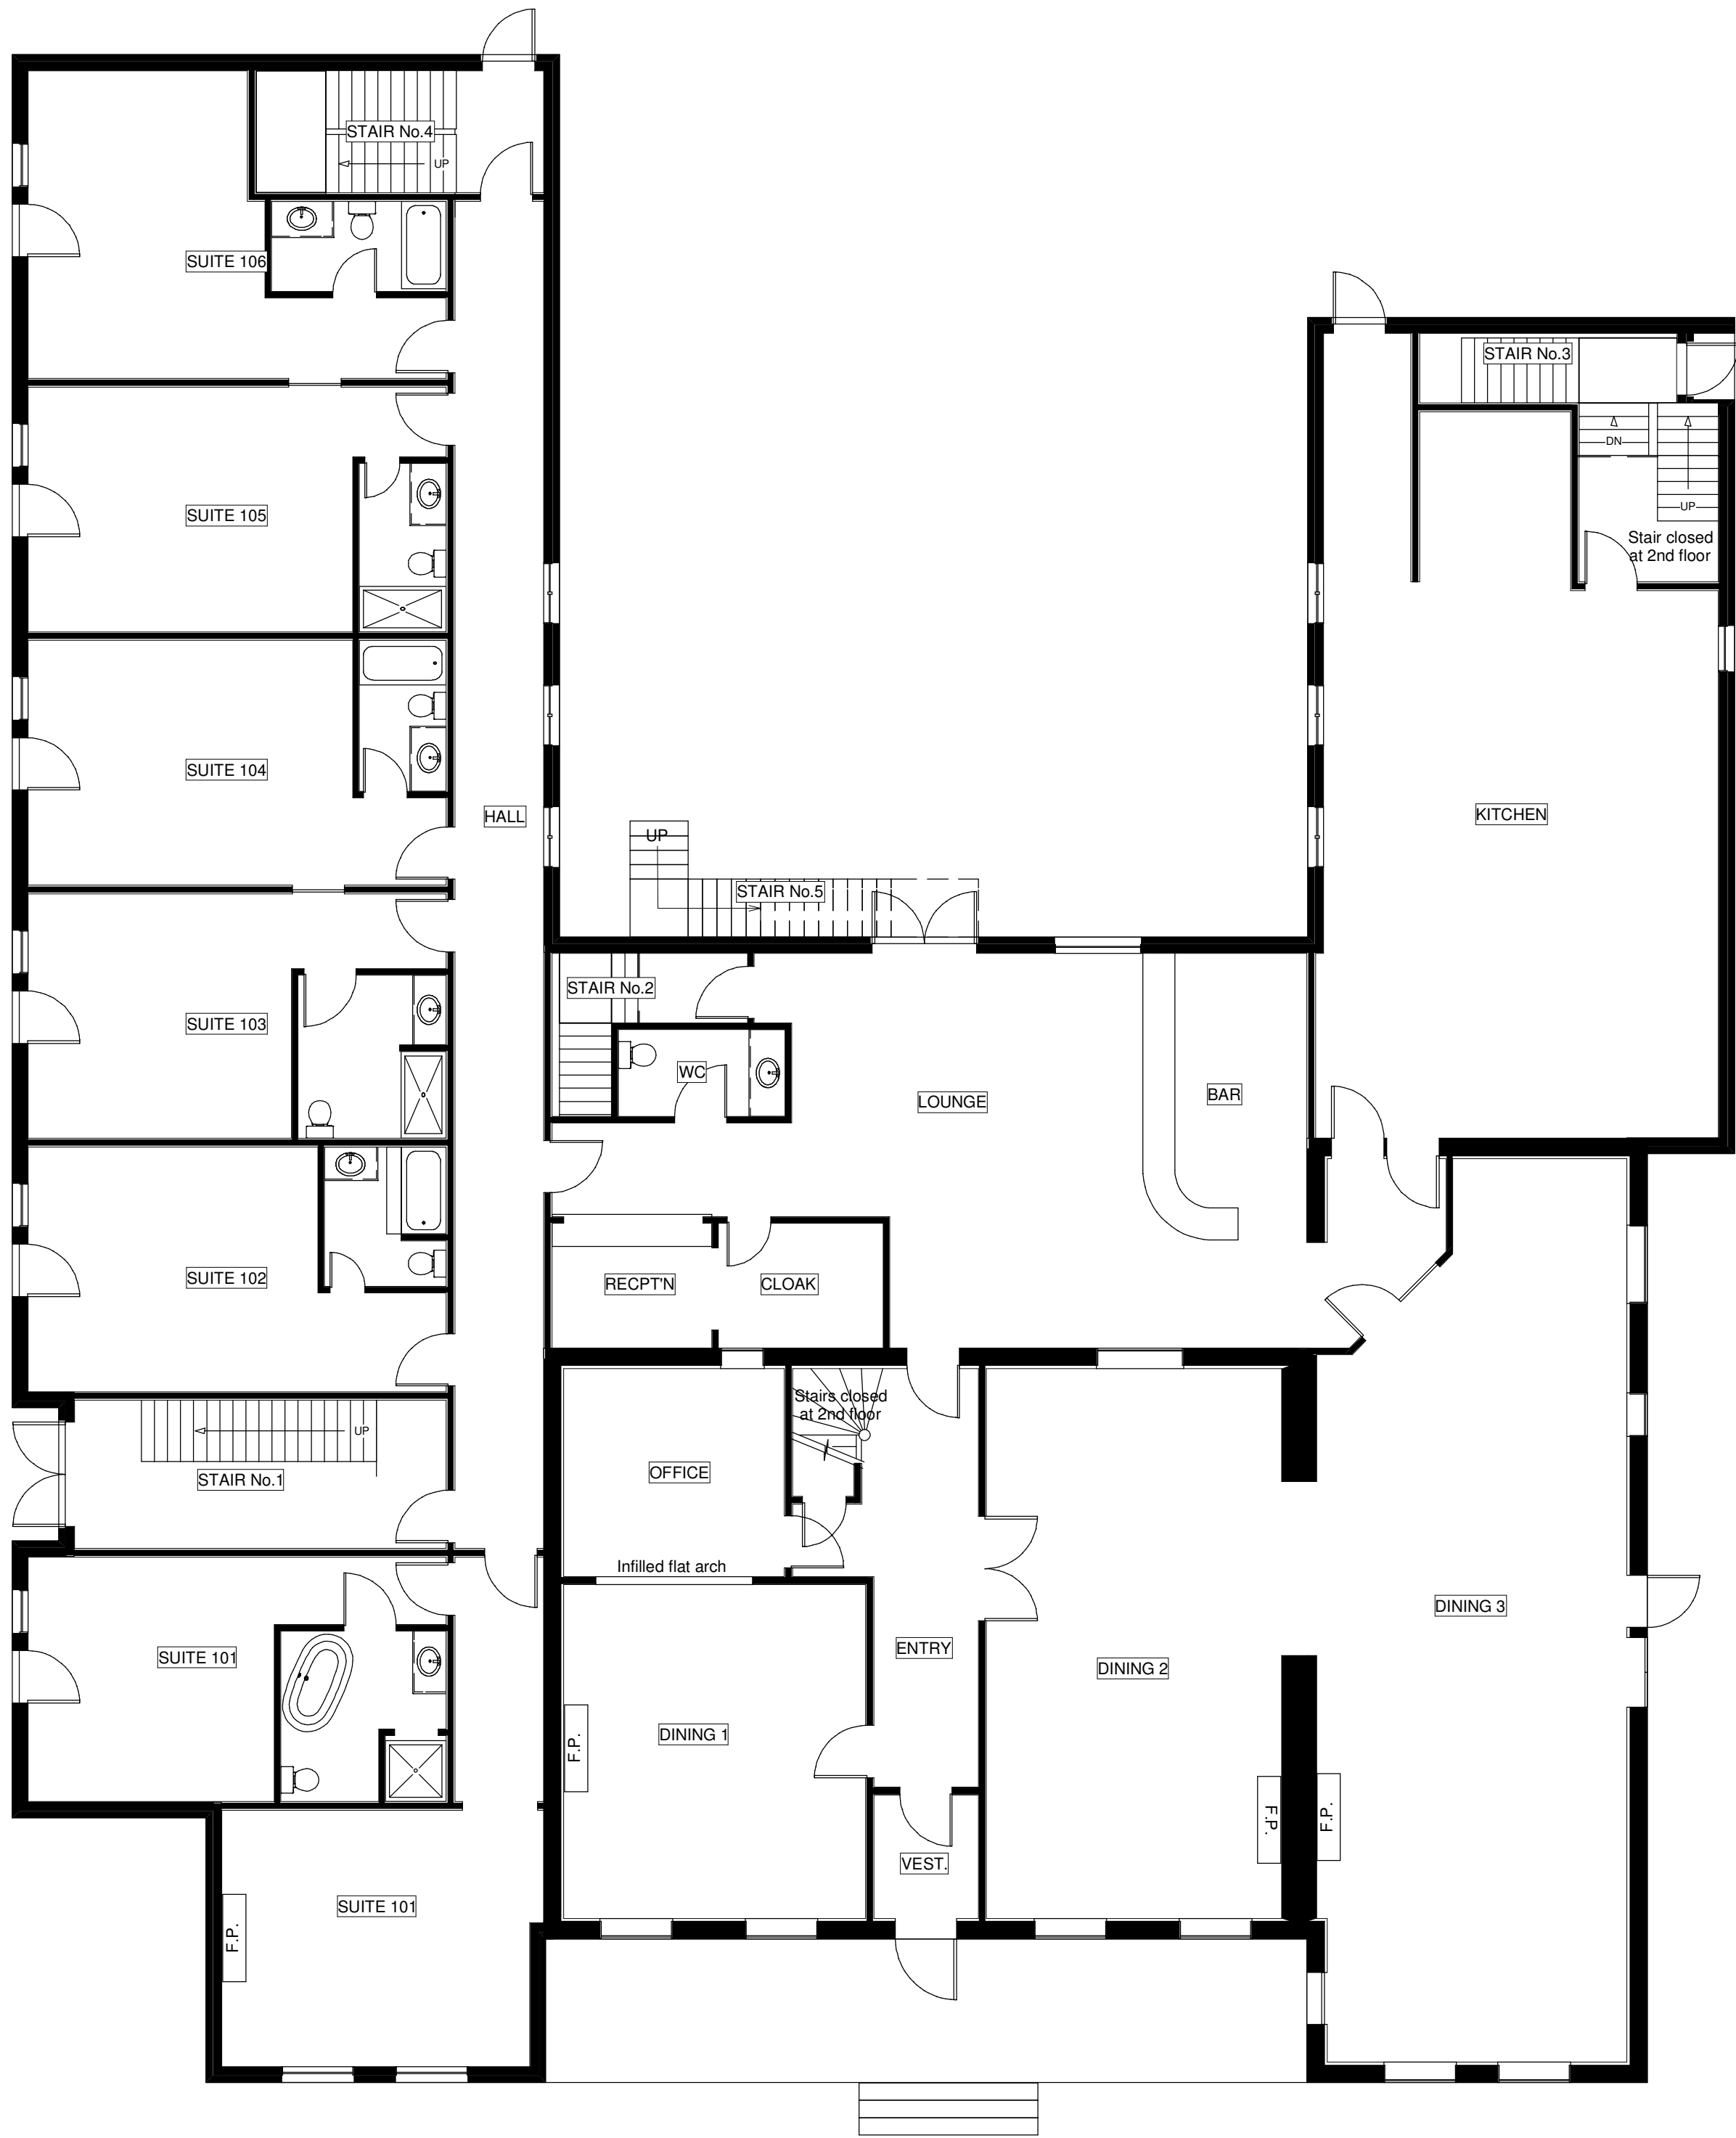 STAIR No.4
UP
SUITE 106
STAIR No.3
DN
UP
Stair closed
at 2nd floor
SUITE 105
SUITE 104
HALL
KITCHEN
UP
STAIR No.5
STAIR No.2
SUITE 103
WC
LOUNGE
BAR
SUITE 102
RECPT'N
CLOAK
Stairs closed
at 2nd floor
UP
STAIR No.1
OFFICE
Infilled flat arch
SUITE 101
ENTRY
DINING 2
DINING 3
F.P.
DINING 1
F.P.
F.P.
VEST.
SUITE 101
F.P.